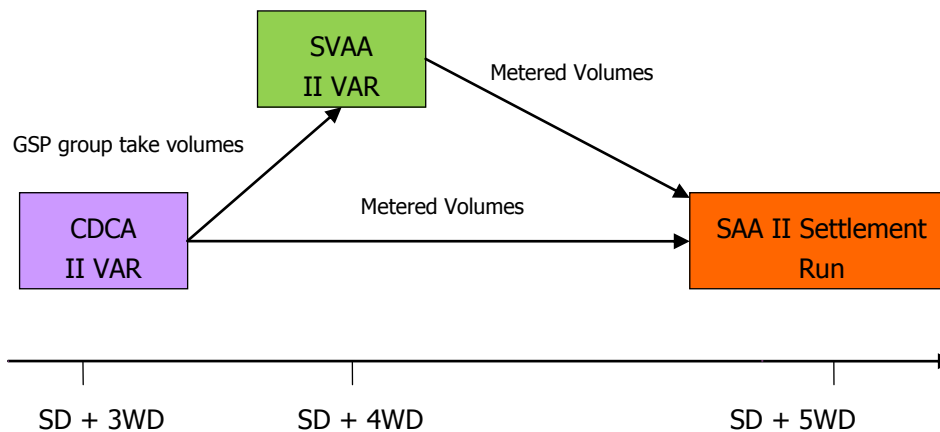 SVAA
II VAR
Metered Volumes
GSP group take volumes
CDCA
II VAR
Metered Volumes
SAA II Settlement
Run
SD + 3WD
SD + 4WD
SD + 5WD